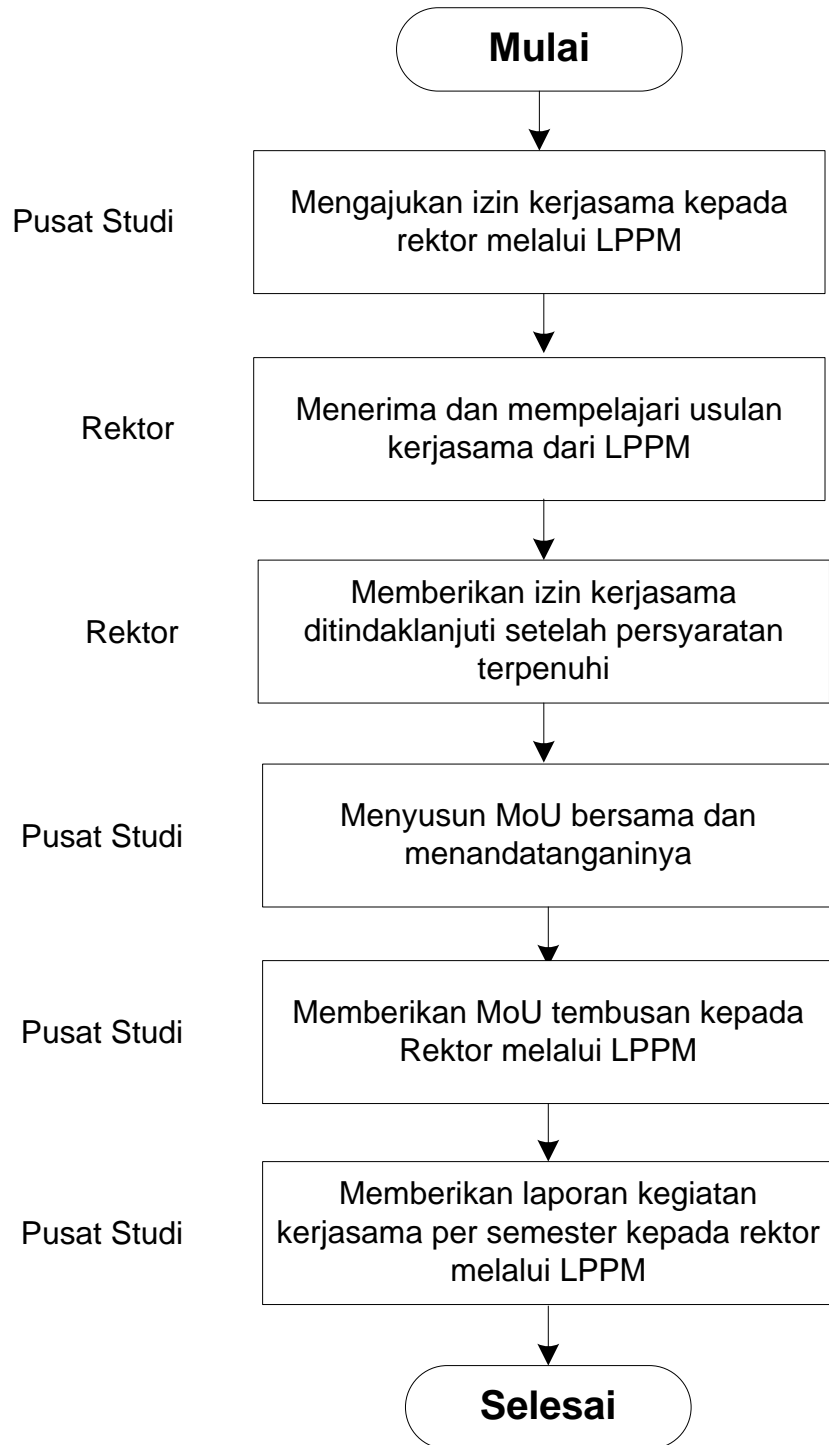 Mulai
Pusat Studi
Mengajukan izin kerjasama kepada
rektor melalui LPPM
Rektor
Menerima dan mempelajari usulan
kerjasama dari LPPM
Rektor
Memberikan izin kerjasama
ditindaklanjuti setelah persyaratan
terpenuhi
Pusat Studi
Menyusun MoU bersama dan
menandatanganinya
Pusat Studi
Memberikan MoU tembusan kepada
Rektor melalui LPPM
Pusat Studi
Memberikan laporan kegiatan
kerjasama per semester kepada rektor
melalui LPPM
Selesai